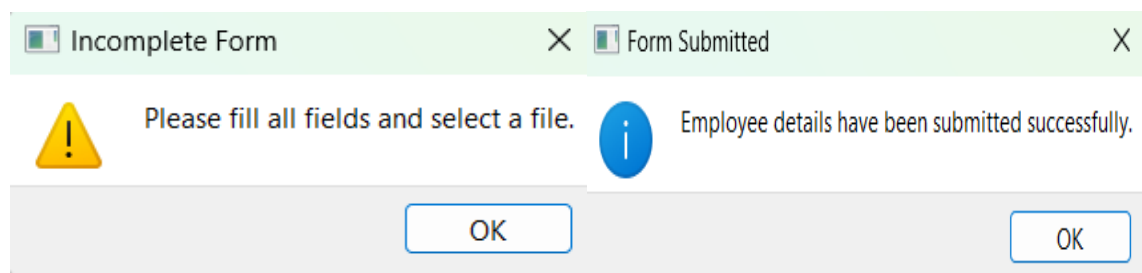 Incomplete Form
Please fill all fields and select a file.
OK
Form Submitted
Employee details have been submitted successfully.
OK